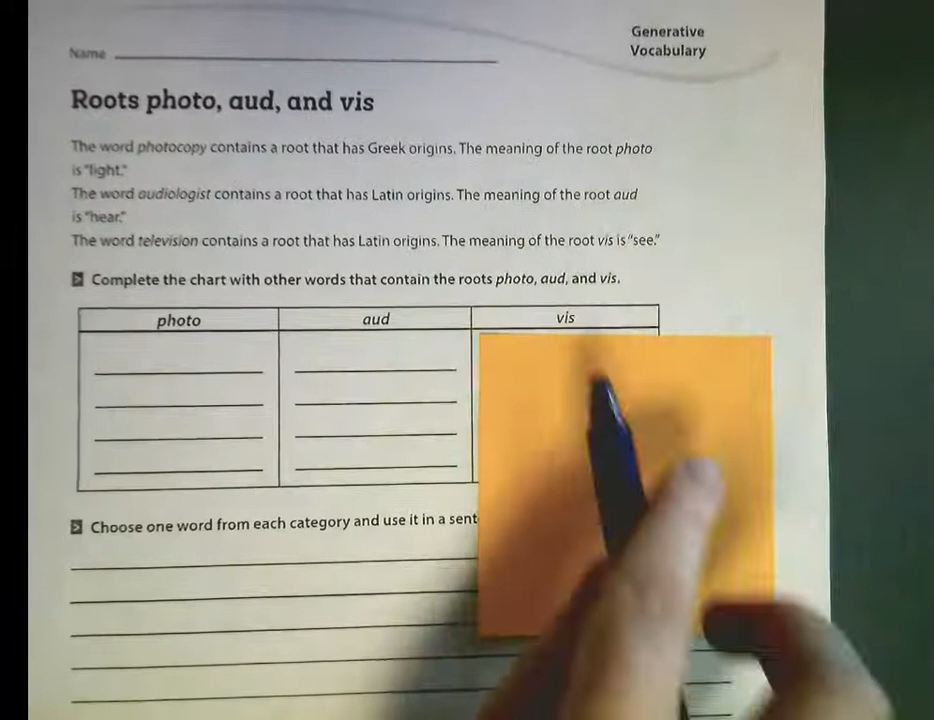 Generative
Vocabulary
Name
Roots photo, aud, and vis
The word photocopy contains a root that has Greek origins. The meaning of the root photo
is "light."
The word audiologist contains a root that has Latin origins. The meaning of the root aud
is "hear."
The word television contains a root that has Latin origins. The meaning of the root vis is "see."
Complete the chart with other words that contain the roots photo, aud, and vis.
photo aud vis
Choose one word from each category and use it in a